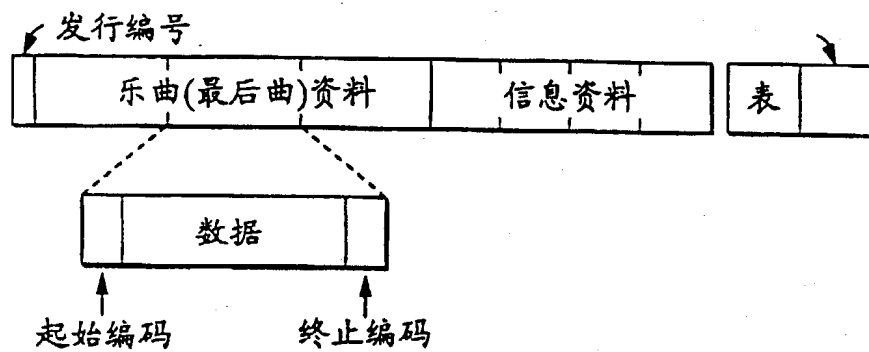 发行编号
乐曲(最后曲)资料
信息资料
表
数据
起始编码
终止编码